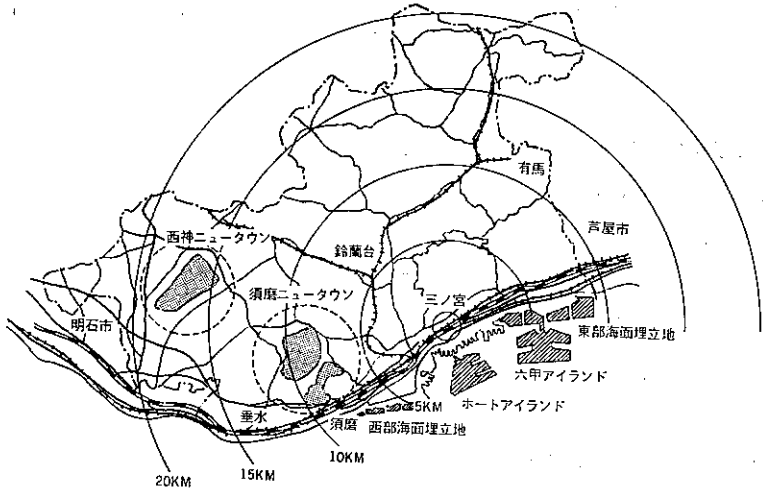 有馬
芦屋市
西神ニュータウン
鈴蘭台
須磨ニュータウン
三ノ宮
明石市
東部海面埋立地
六甲アイランド
ホートアイランド
垂水
須磨
西部海面埋立地
5KM
10KM
15KM
20KM